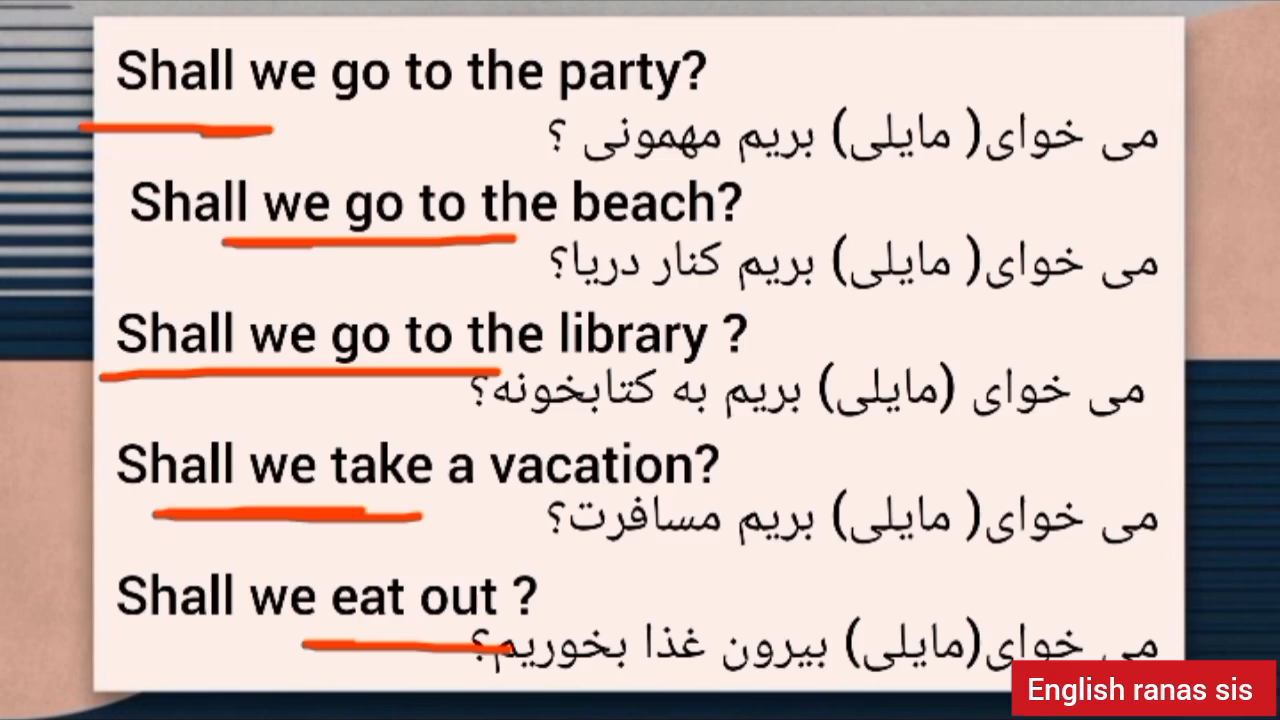 Shall we go to the party?
می خوای( مایلی) بریم مهمونی ؟
Shall we go to the beach?
می خوای( مایلی) بریم کنار دریا؟
Shall we go to the library ?
می خوای (مایلی) بریم به کتابخونه؟
Shall we take a vacation?
می خوای( مایلی) بریم مسافرت؟
Shall we eat out ?
می خوای(مایلی) بیرون غذا بخوریم؟
English ranas sis